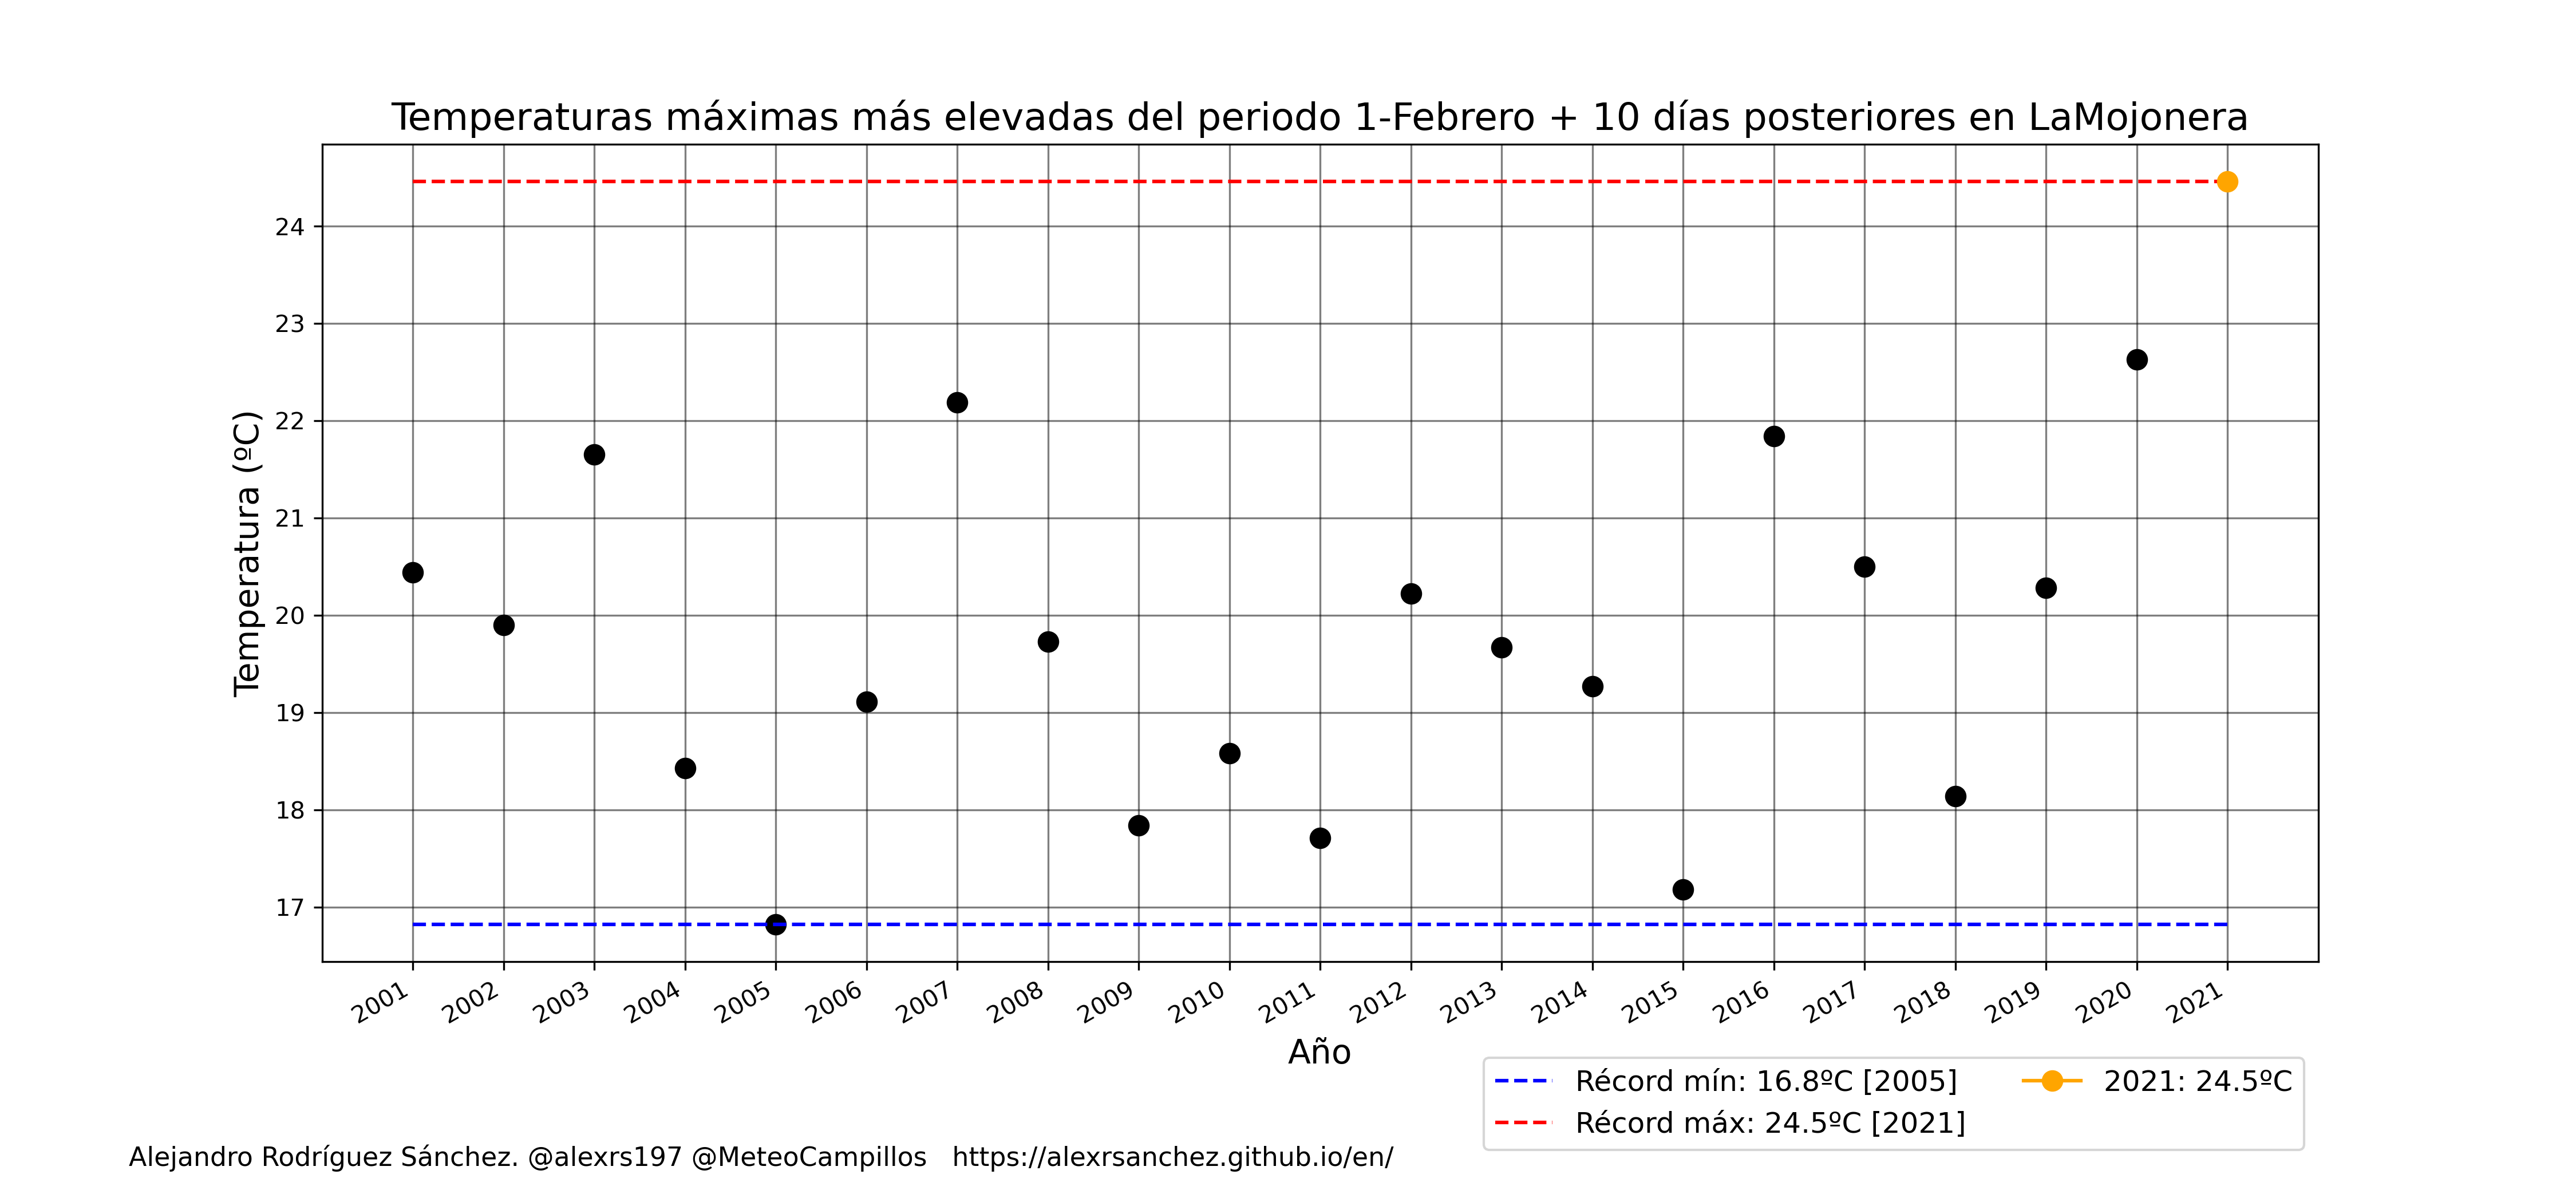 Temperaturas máximas más elevadas del periodo 1-Febrero + 10 días posteriores en LaMojonera
Temperatura (ºC)
24
23
22
21
20
19
18
17
2001 2002 2003 2004 2005 2006 2007 2008 2009 2010 2011 2012 2013 2014 2015 2016 2017 2018 2019 2020 2021
Año
Récord mín: 16.8ºC [2005]
Récord máx: 24.5ºC [2021]
2021: 24.5ºC
Alejandro Rodríguez Sánchez. @alexrs197 @MeteoCampillos https://alexrsanchez.github.io/en/